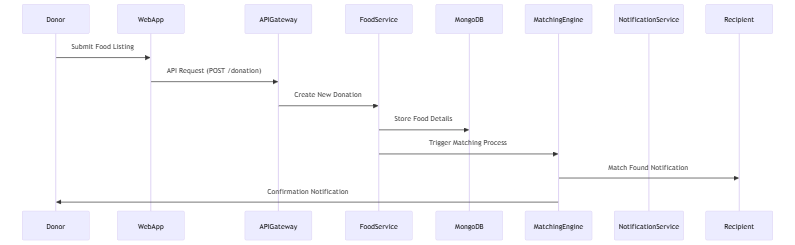 Donor
WebApp
APIGateway
FoodService
MongoDB
MatchingEngine
NotificationService
Recipient
Submit Food Listing
API Request (POST /donation)
Create New Donation
Store Food Details
Trigger Matching Process
Match Found Notification
Confirmation Notification
Donor
WebApp
APIGateway
FoodService
MongoDB
MatchingEngine
NotificationService
Recipient